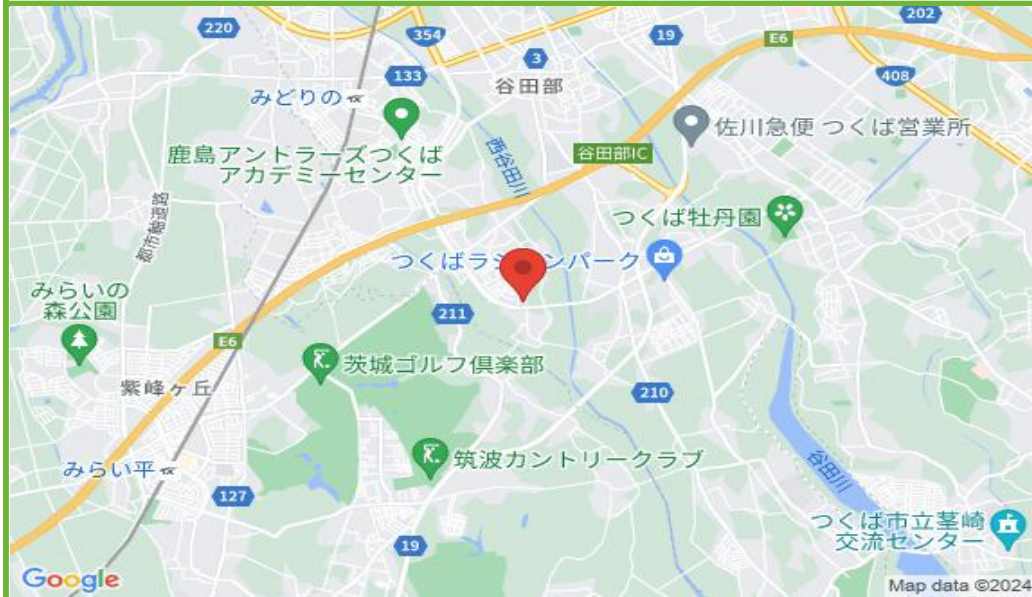 220
354
19
202
E6
3
133
谷田部
408
みどりの
佐川急便 つくば営業所
鹿島アントラーズつくば
アカデミーセンター
西谷田川
谷田部IC
都市軸道路
つくば牡丹園
つくばラ
ンパーク
みらいの
森公園
211
E6
茨城ゴルフ倶楽部
紫峰ヶ丘
210
みらい平
筑波カントリークラブ
127
谷田川
つくば市立茎崎
交流センター
19
Google
Map data ©2024